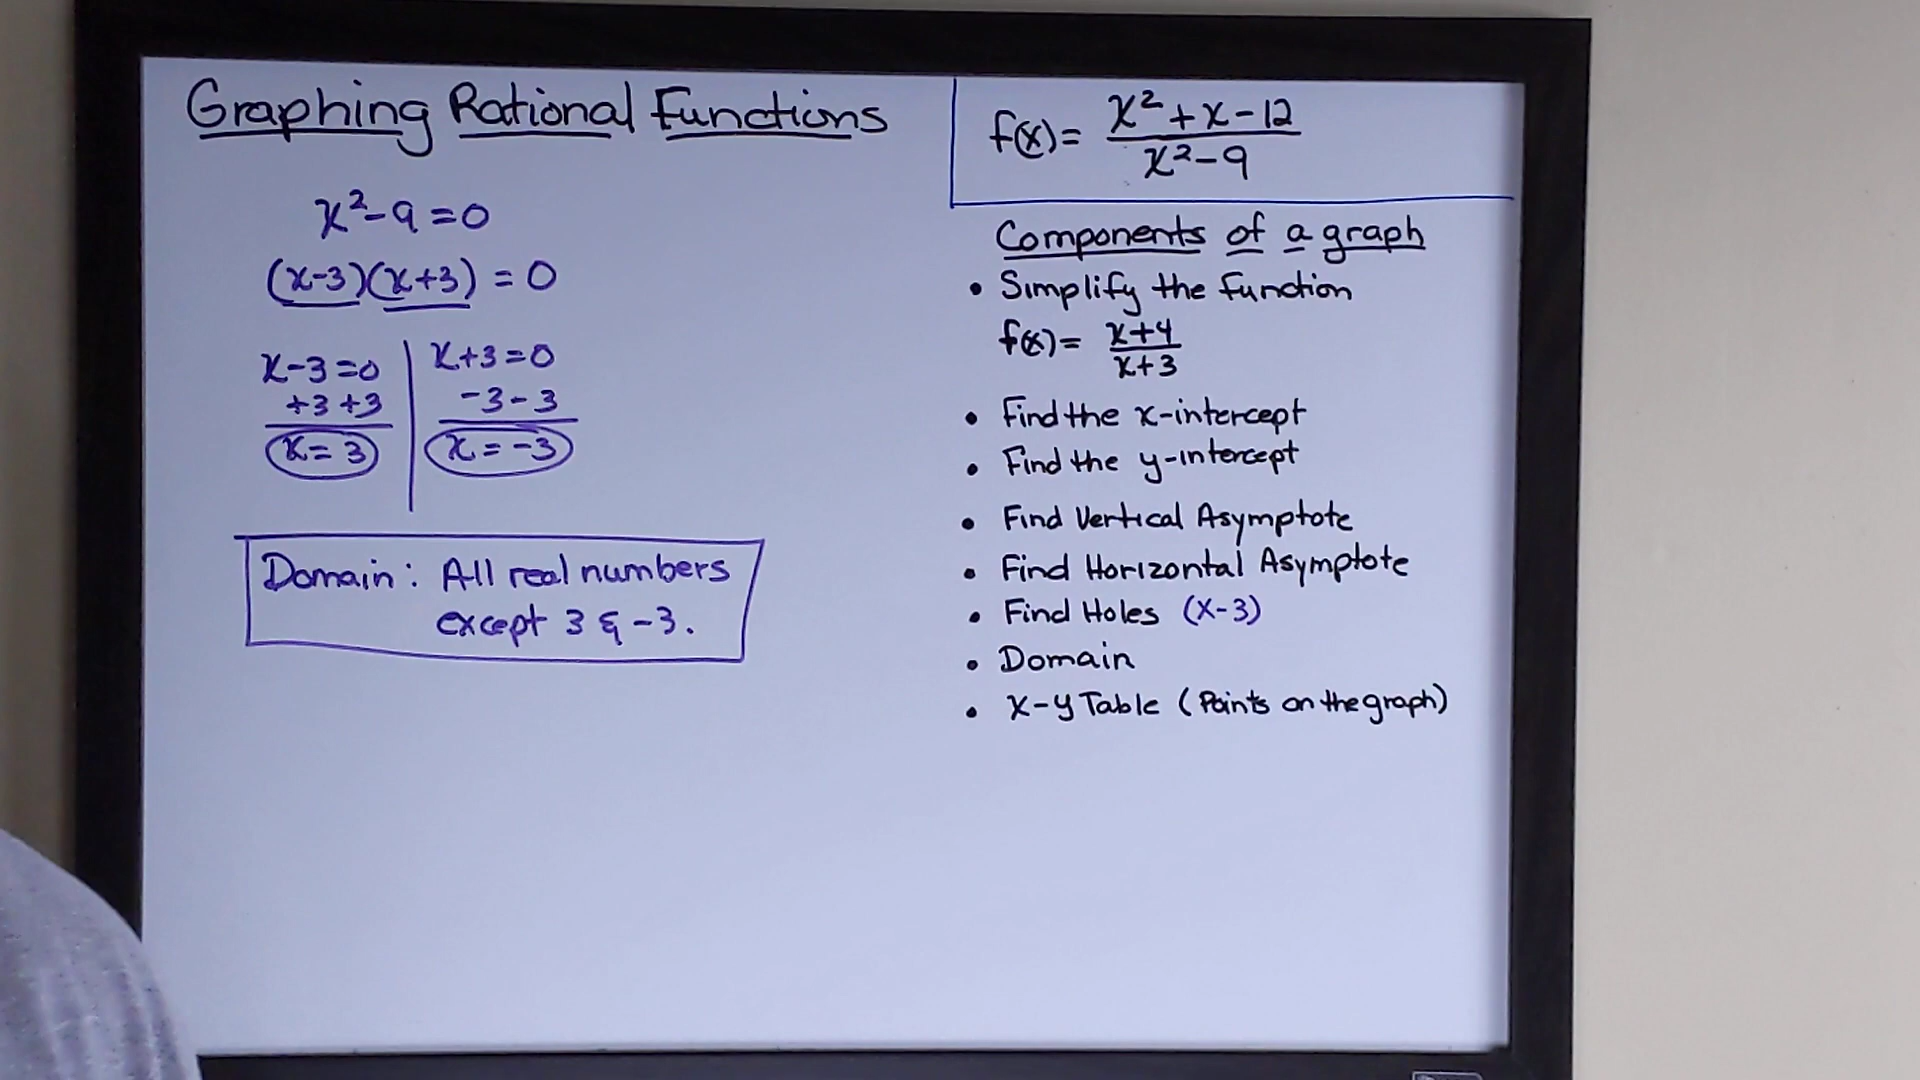 Graphing Rational Functions
x²-9=0
(x-3)(x+3) = 0
x-3=0 | x+3=0
+3 +3 | -3 -3
x=3 | x=-3
Domain: All real numbers
except 3 & -3.
f(x)= x²+x-12
x²-9
Components of a graph
• Simplify the function
f(x)= x+4
x+3
• Find the x-intercept
• Find the y-intercept
• Find Vertical Asymptote
• Find Horizontal Asymptote
• Find Holes (x-3)
• Domain
• X-y Table (Points on the graph)